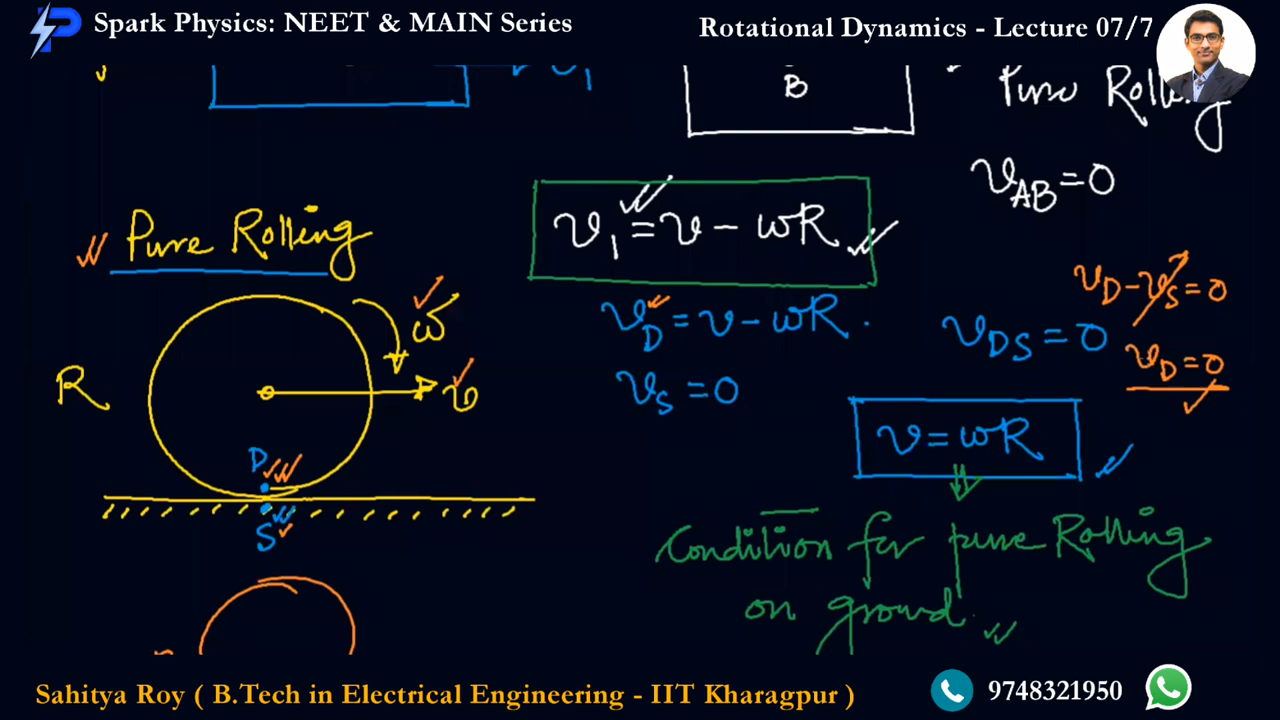 Spark Physics: NEET & MAIN Series
Rotational Dynamics - Lecture 07/7
v₁
B
Pure Rolling
v_AB = 0
Pure Rolling
v₁ = v - ωR
ω
R
v
v_D = v - ωR.
v_S = 0
v_DS = 0
v_D - v_S = 0
v_D = 0
v = ωR
D
S
Condition for pure Rolling
on ground
Sahitya Roy ( B.Tech in Electrical Engineering - IIT Kharagpur )
9748321950